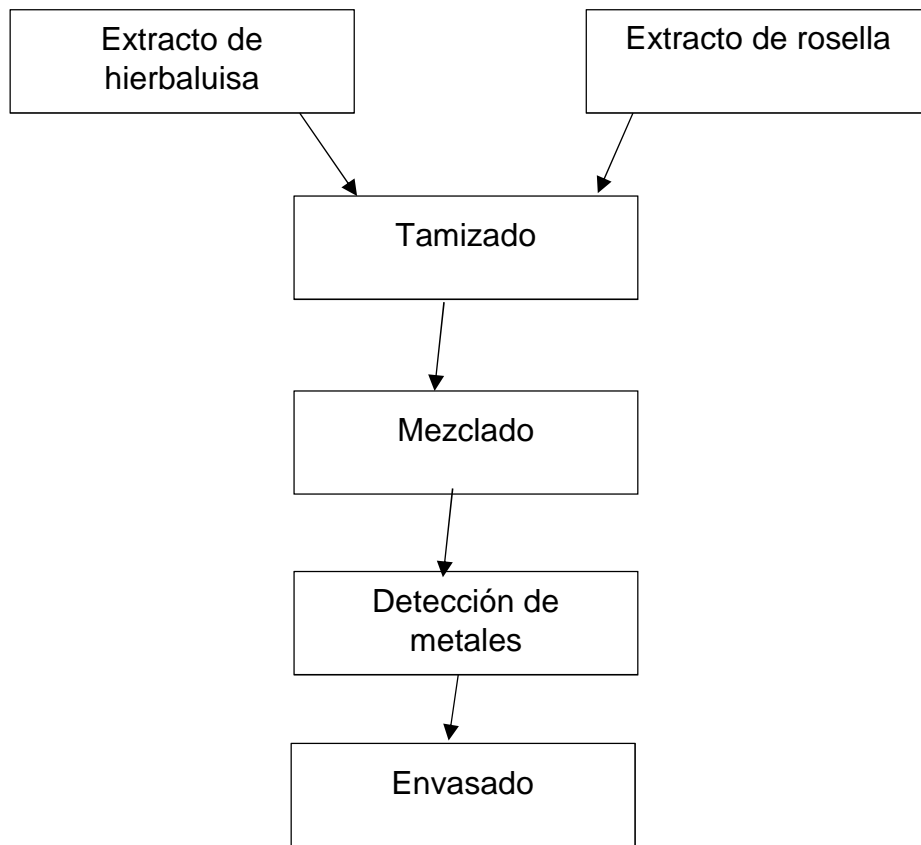 Extracto de
hierbaluisa
Extracto de rosella
Tamizado
Mezclado
Detección de
metales
Envasado